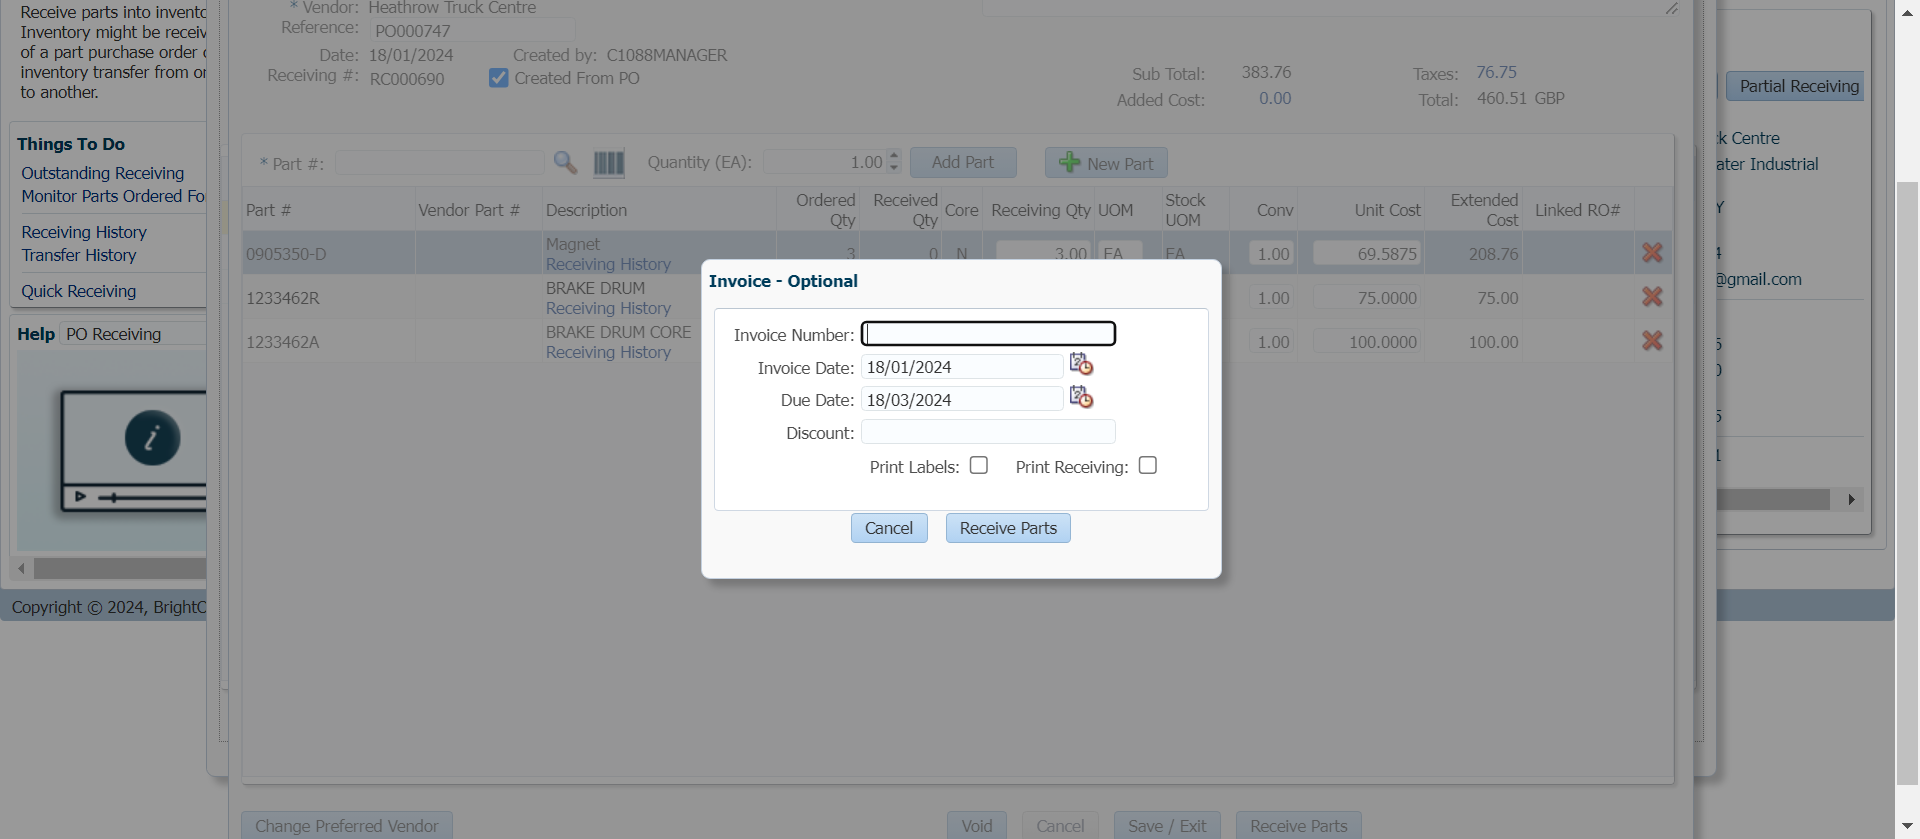 Receive parts into invento
Inventory might be receiv
of a part purchase order
inventory transfer from or
to another.
Things To Do
Outstanding Receiving
Monitor Parts Ordered Fo
Receiving History
Transfer History
Quick Receiving
Help PO Receiving
Copyright © 2024, Bright
* Vendor: Heathrow Truck Centre
Reference: PO000747
Date: 18/01/2024 Created by: C1088MANAGER
Receiving #: RC000690 Created From PO
Sub Total: 383.76 Taxes: 76.75
Added Cost: 0.00 Total: 460.51 GBP
* Part #: Quantity (EA): 1.00 Add Part New Part
Part # Vendor Part # Description Ordered Qty Received Qty Core Receiving Qty UOM Stock UOM Conv Unit Cost Extended Cost Linked RO#
0905350-D Magnet 3 0 N 3.00 EA EA 1.00 69.5875 208.76
Receiving History
1233462R BRAKE DRUM 1.00 75.0000 75.00
Receiving History
1233462A BRAKE DRUM CORE 1.00 100.0000 100.00
Receiving History
Invoice - Optional
Invoice Number:
Invoice Date: 18/01/2024
Due Date: 18/03/2024
Discount:
Print Labels: Print Receiving:
Cancel Receive Parts
Change Preferred Vendor Void Cancel Save / Exit Receive Parts
Partial Receiving
k Centre
ater Industrial
Y
@gmail.com